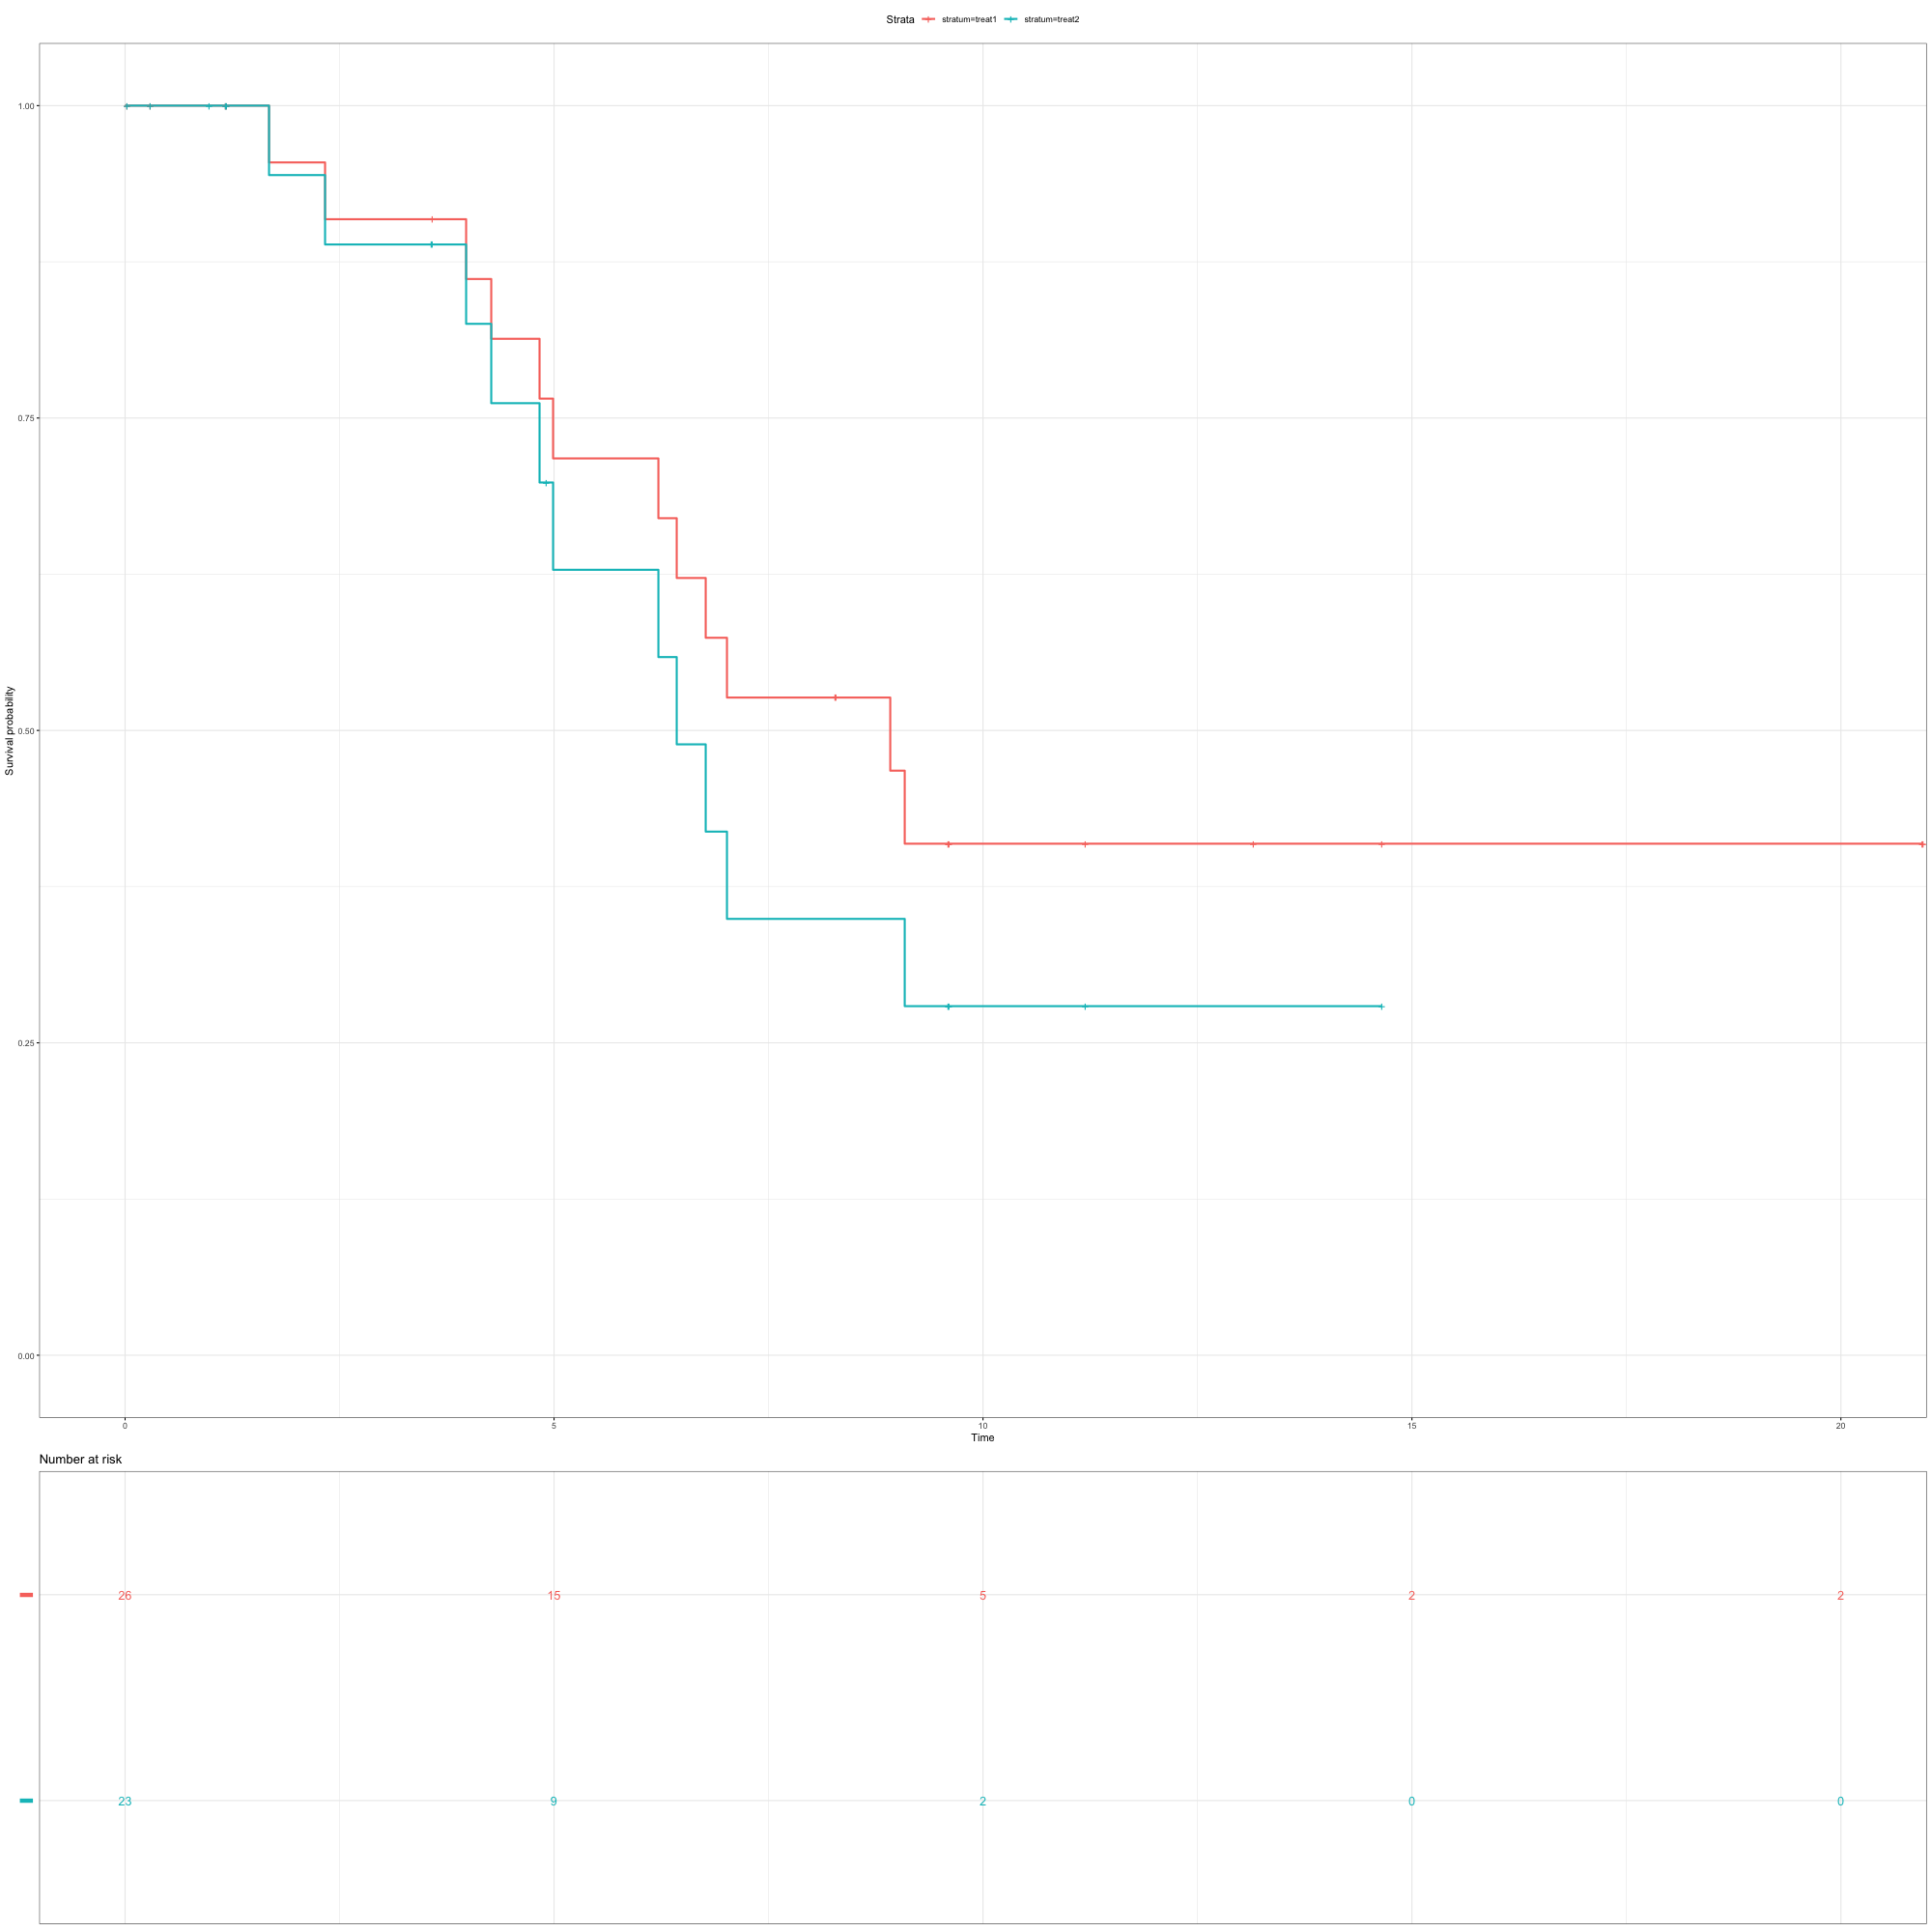 Strata stratum=treat1 stratum=treat2
1.00
0.75
0.50
0.25
0.00
Survival probability
0 5 10 15 20
Time
Number at risk
26 15 5 2 2
23 9 2 0 0